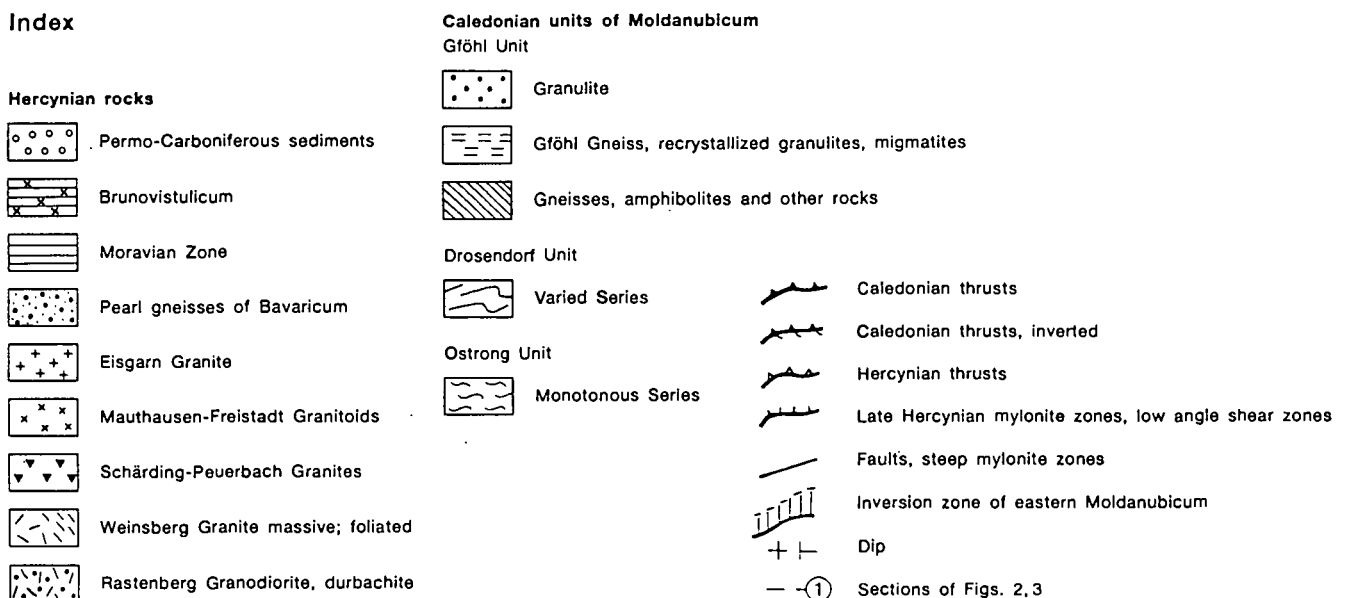 Index
Hercynian rocks
Permo-Carboniferous sediments
Brunovistulicum
Moravian Zone
Pearl gneisses of Bavaricum
Eisgarn Granite
Mauthausen-Freistadt Granitoids
Schärding-Peuerbach Granites
Weinsberg Granite massive; foliated
Rastenberg Granodiorite, durbachite
Caledonian units of Moldanubicum
Gföhl Unit
Granulite
Gföhl Gneiss, recrystallized granulites, migmatites
Gneisses, amphibolites and other rocks
Drosendorf Unit
Varied Series
Ostrong Unit
Monotonous Series
Caledonian thrusts
Caledonian thrusts, inverted
Hercynian thrusts
Late Hercynian mylonite zones, low angle shear zones
Faults, steep mylonite zones
Inversion zone of eastern Moldanubicum
Dip
1 Sections of Figs. 2,3